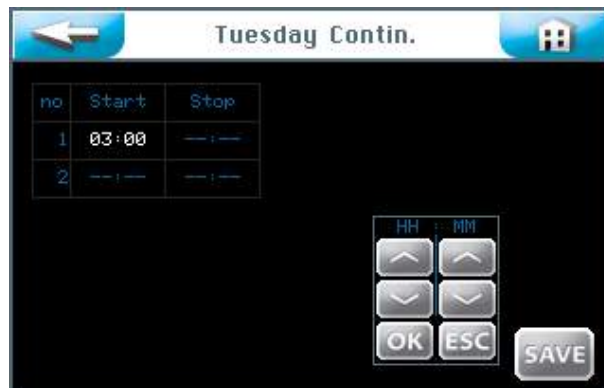 Tuesday Contin.
no Start Stop
1 03:00 --:--
2 --:-- --:--
HH : MM
OK ESC
SAVE